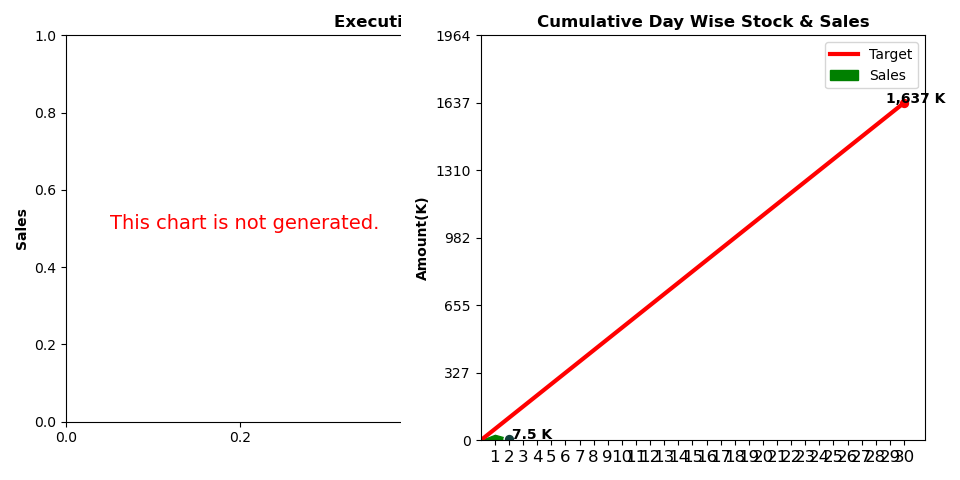 Executi
1.0
0.8
0.6
0.4
0.2
0.0
Sales
This chart is not generated.
0.0 0.2
Cumulative Day Wise Stock & Sales
1964
1637
1310
982
655
327
0
Amount(K)
Target
Sales
1,637 K
7.5 K
1 2 3 4 5 6 7 8 9 10 11 12 13 14 15 16 17 18 19 20 21 22 23 24 25 26 27 28 29 30